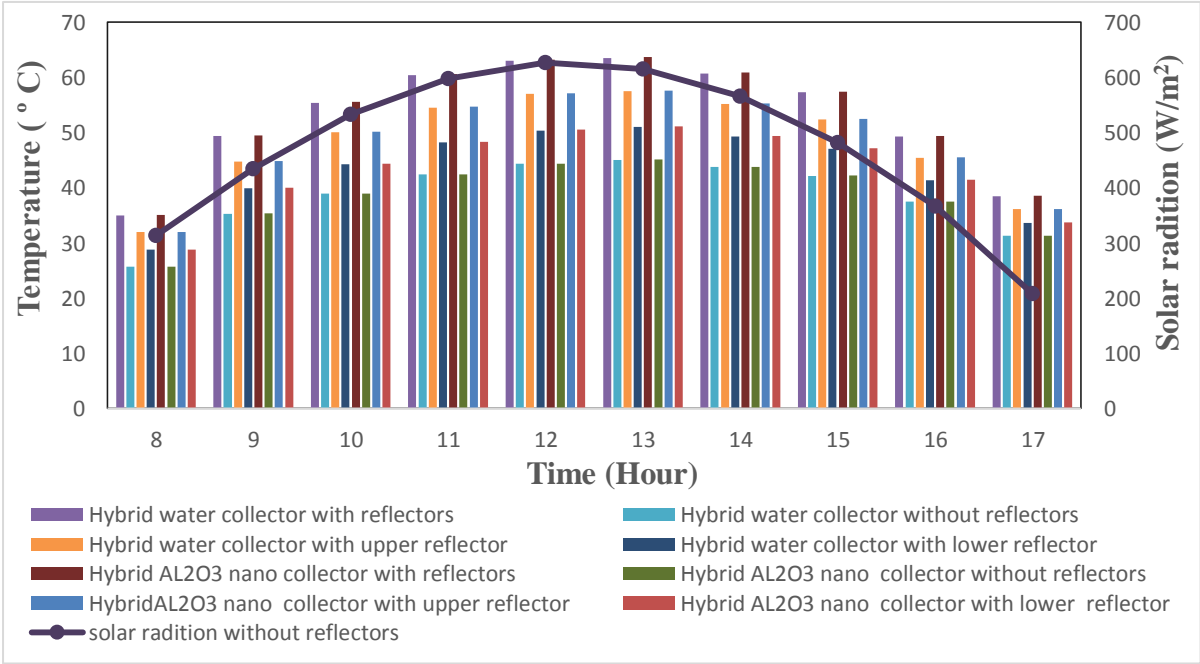 70
60
50
40
30
20
10
0
Temperature ( º C)
700
600
500
400
300
200
100
0
Solar radition (W/m²)
8 9 10 11 12 13 14 15 16 17
Time (Hour)
Hybrid water collector with reflectors
Hybrid water collector without reflectors
Hybrid water collector with upper reflector
Hybrid water collector with lower reflector
Hybrid AL2O3 nano collector with reflectors
Hybrid AL2O3 nano  collector without reflectors
HybridAL2O3 nano  collector with upper reflector
Hybrid AL2O3 nano  collector with lower  reflector
solar radition without reflectors